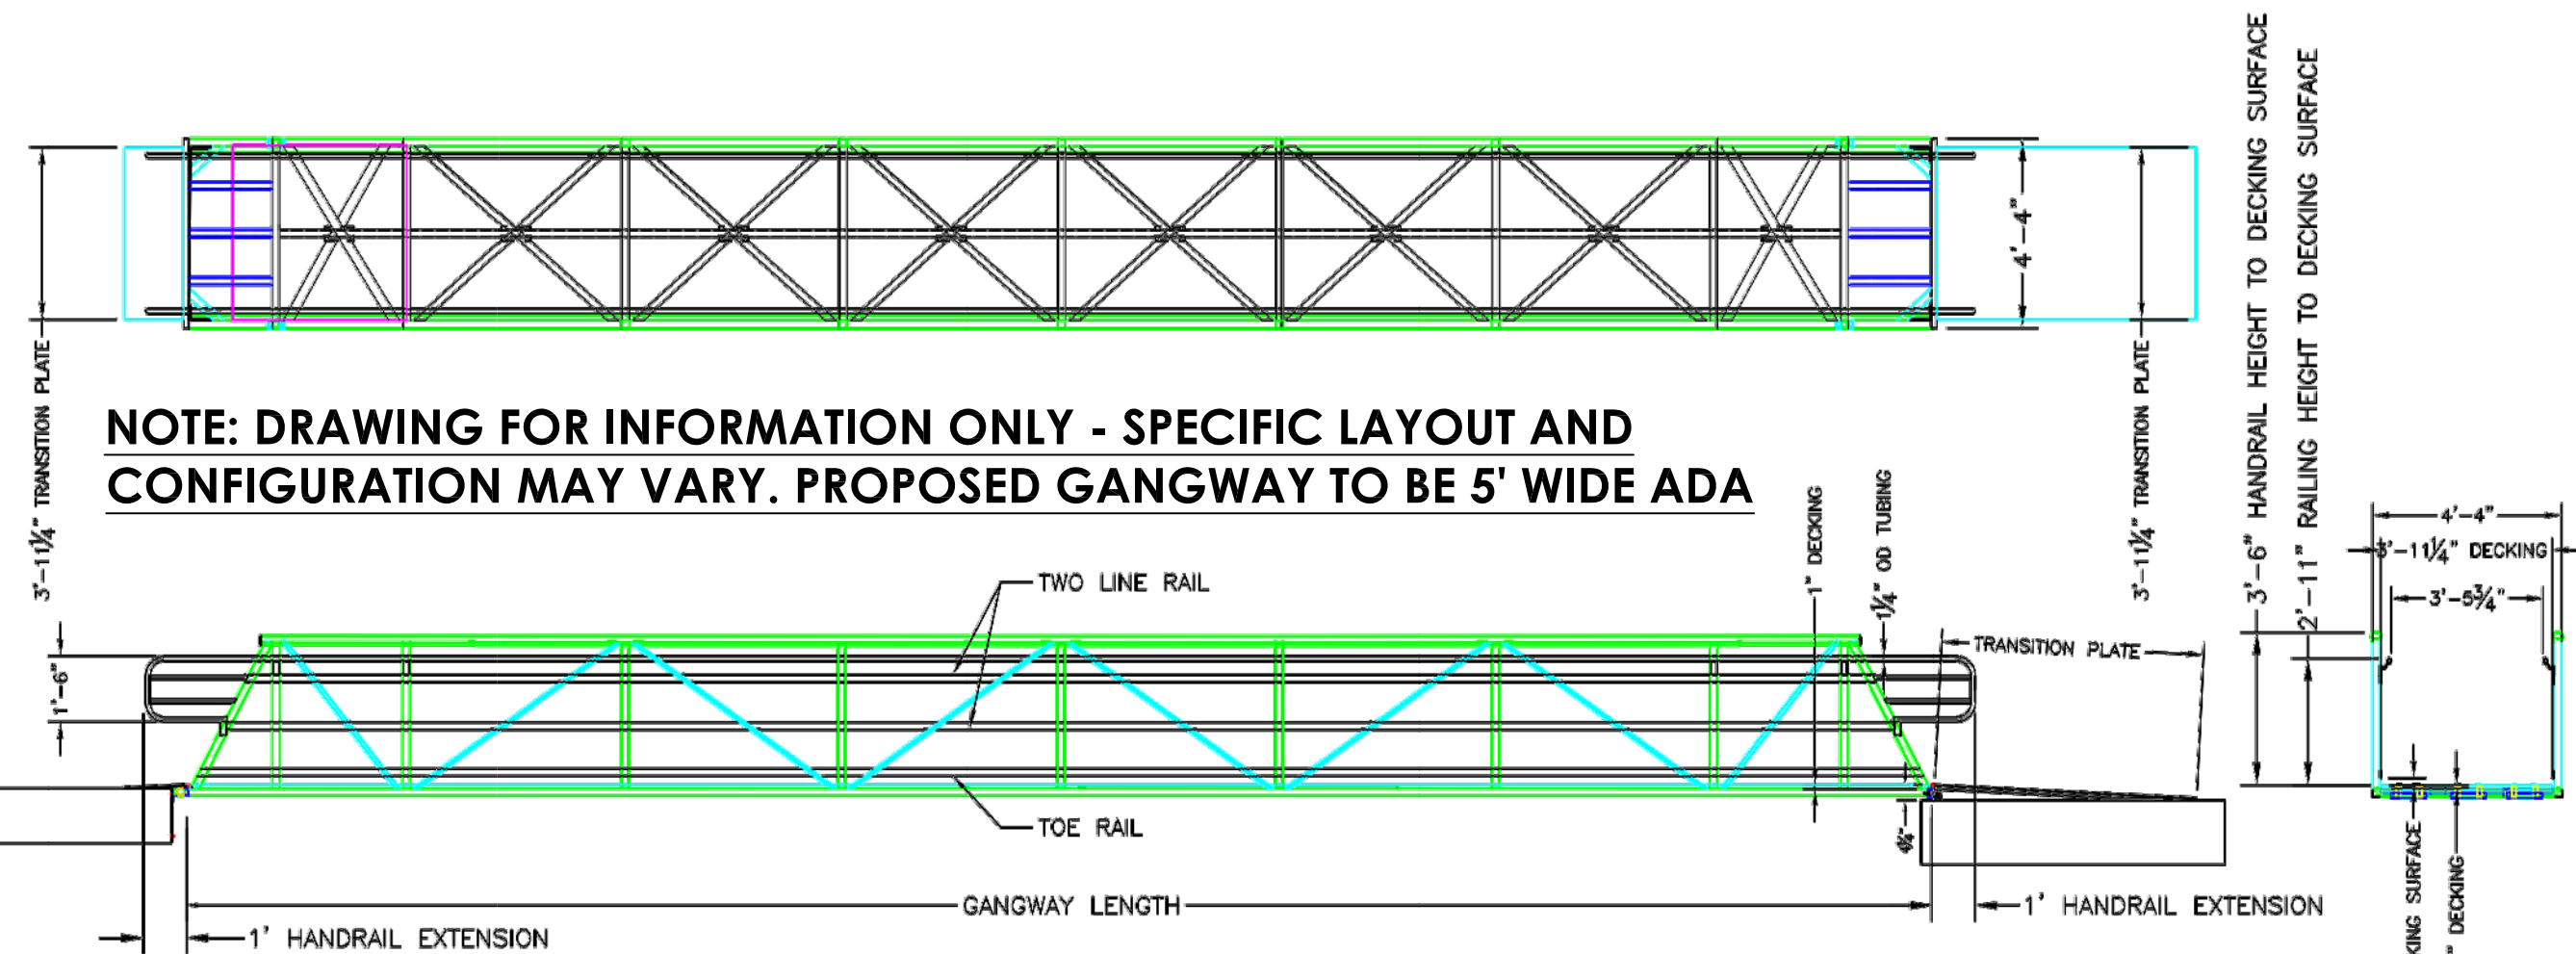 3'-11¼" TRANSITION PLATE
4'-4"
3'-11¼" TRANSITION PLATE
3'-6" HANDRAIL HEIGHT TO DECKING SURFACE
2'-11" RAILING HEIGHT TO DECKING SURFACE
NOTE: DRAWING FOR INFORMATION ONLY - SPECIFIC LAYOUT AND
CONFIGURATION MAY VARY. PROPOSED GANGWAY TO BE 5' WIDE ADA
1'-6"
TWO LINE RAIL
1" DECKING
1¼" OD TUBING
TRANSITION PLATE
4'-4"
3'-11¼" DECKING
3'-5¾"
TOE RAIL
GANGWAY LENGTH
1' HANDRAIL EXTENSION
1' HANDRAIL EXTENSION
SURFACE
" DECKING